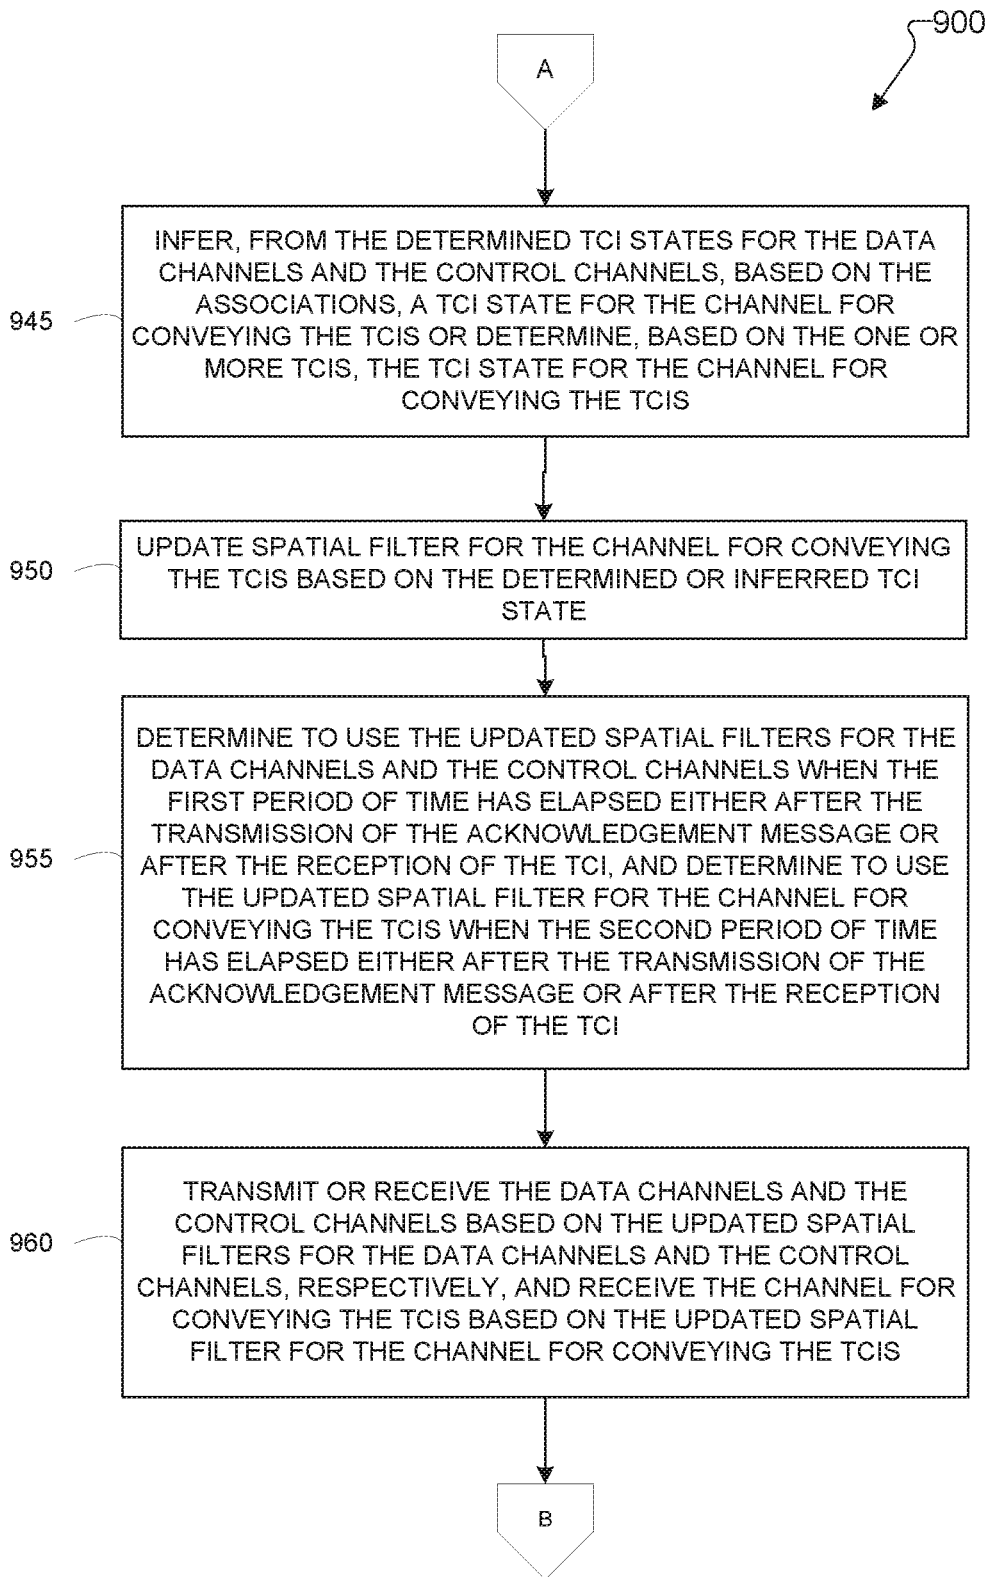 900
A
945
INFER, FROM THE DETERMINED TCI STATES FOR THE DATA
CHANNELS AND THE CONTROL CHANNELS, BASED ON THE
ASSOCIATIONS, A TCI STATE FOR THE CHANNEL FOR
CONVEYING THE TCIS OR DETERMINE, BASED ON THE ONE OR
MORE TCIS, THE TCI STATE FOR THE CHANNEL FOR
CONVEYING THE TCIS
950
UPDATE SPATIAL FILTER FOR THE CHANNEL FOR CONVEYING
THE TCIS BASED ON THE DETERMINED OR INFERRED TCI
STATE
955
DETERMINE TO USE THE UPDATED SPATIAL FILTERS FOR THE
DATA CHANNELS AND THE CONTROL CHANNELS WHEN THE
FIRST PERIOD OF TIME HAS ELAPSED EITHER AFTER THE
TRANSMISSION OF THE ACKNOWLEDGEMENT MESSAGE OR
AFTER THE RECEPTION OF THE TCI, AND DETERMINE TO USE
THE UPDATED SPATIAL FILTER FOR THE CHANNEL FOR
CONVEYING THE TCIS WHEN THE SECOND PERIOD OF TIME
HAS ELAPSED EITHER AFTER THE TRANSMISSION OF THE
ACKNOWLEDGEMENT MESSAGE OR AFTER THE RECEPTION
OF THE TCI
960
TRANSMIT OR RECEIVE THE DATA CHANNELS AND THE
CONTROL CHANNELS BASED ON THE UPDATED SPATIAL
FILTERS FOR THE DATA CHANNELS AND THE CONTROL
CHANNELS, RESPECTIVELY, AND RECEIVE THE CHANNEL FOR
CONVEYING THE TCIS BASED ON THE UPDATED SPATIAL
FILTER FOR THE CHANNEL FOR CONVEYING THE TCIS
B